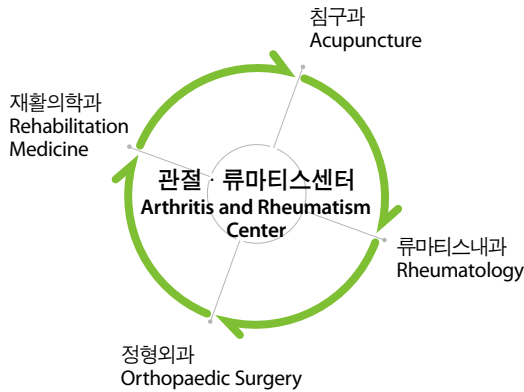 침구과
Acupuncture
재활의학과
Rehabilitation
Medicine
관절 · 류마티스센터
Arthritis and Rheumatism
Center
류마티스내과
Rheumatology
정형외과
Orthopaedic Surgery